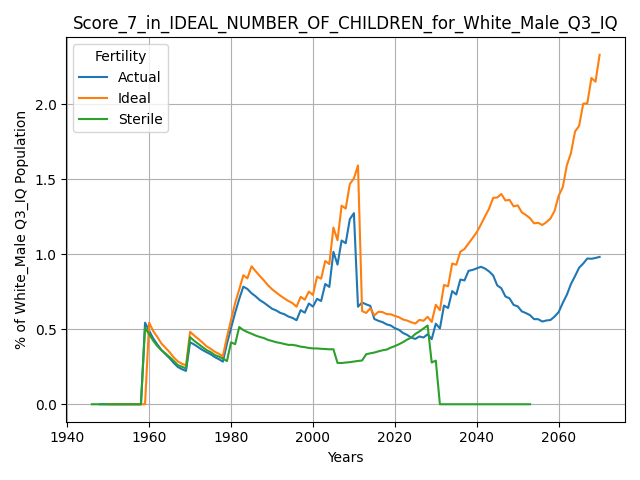 Score_7_in_IDEAL_NUMBER_OF_CHILDREN_for_White_Male_Q3_IQ
Fertility
Actual
Ideal
Sterile
% of White_Male Q3_IQ Population
2.0
1.5
1.0
0.5
0.0
1940 1960 1980 2000 2020 2040 2060
Years